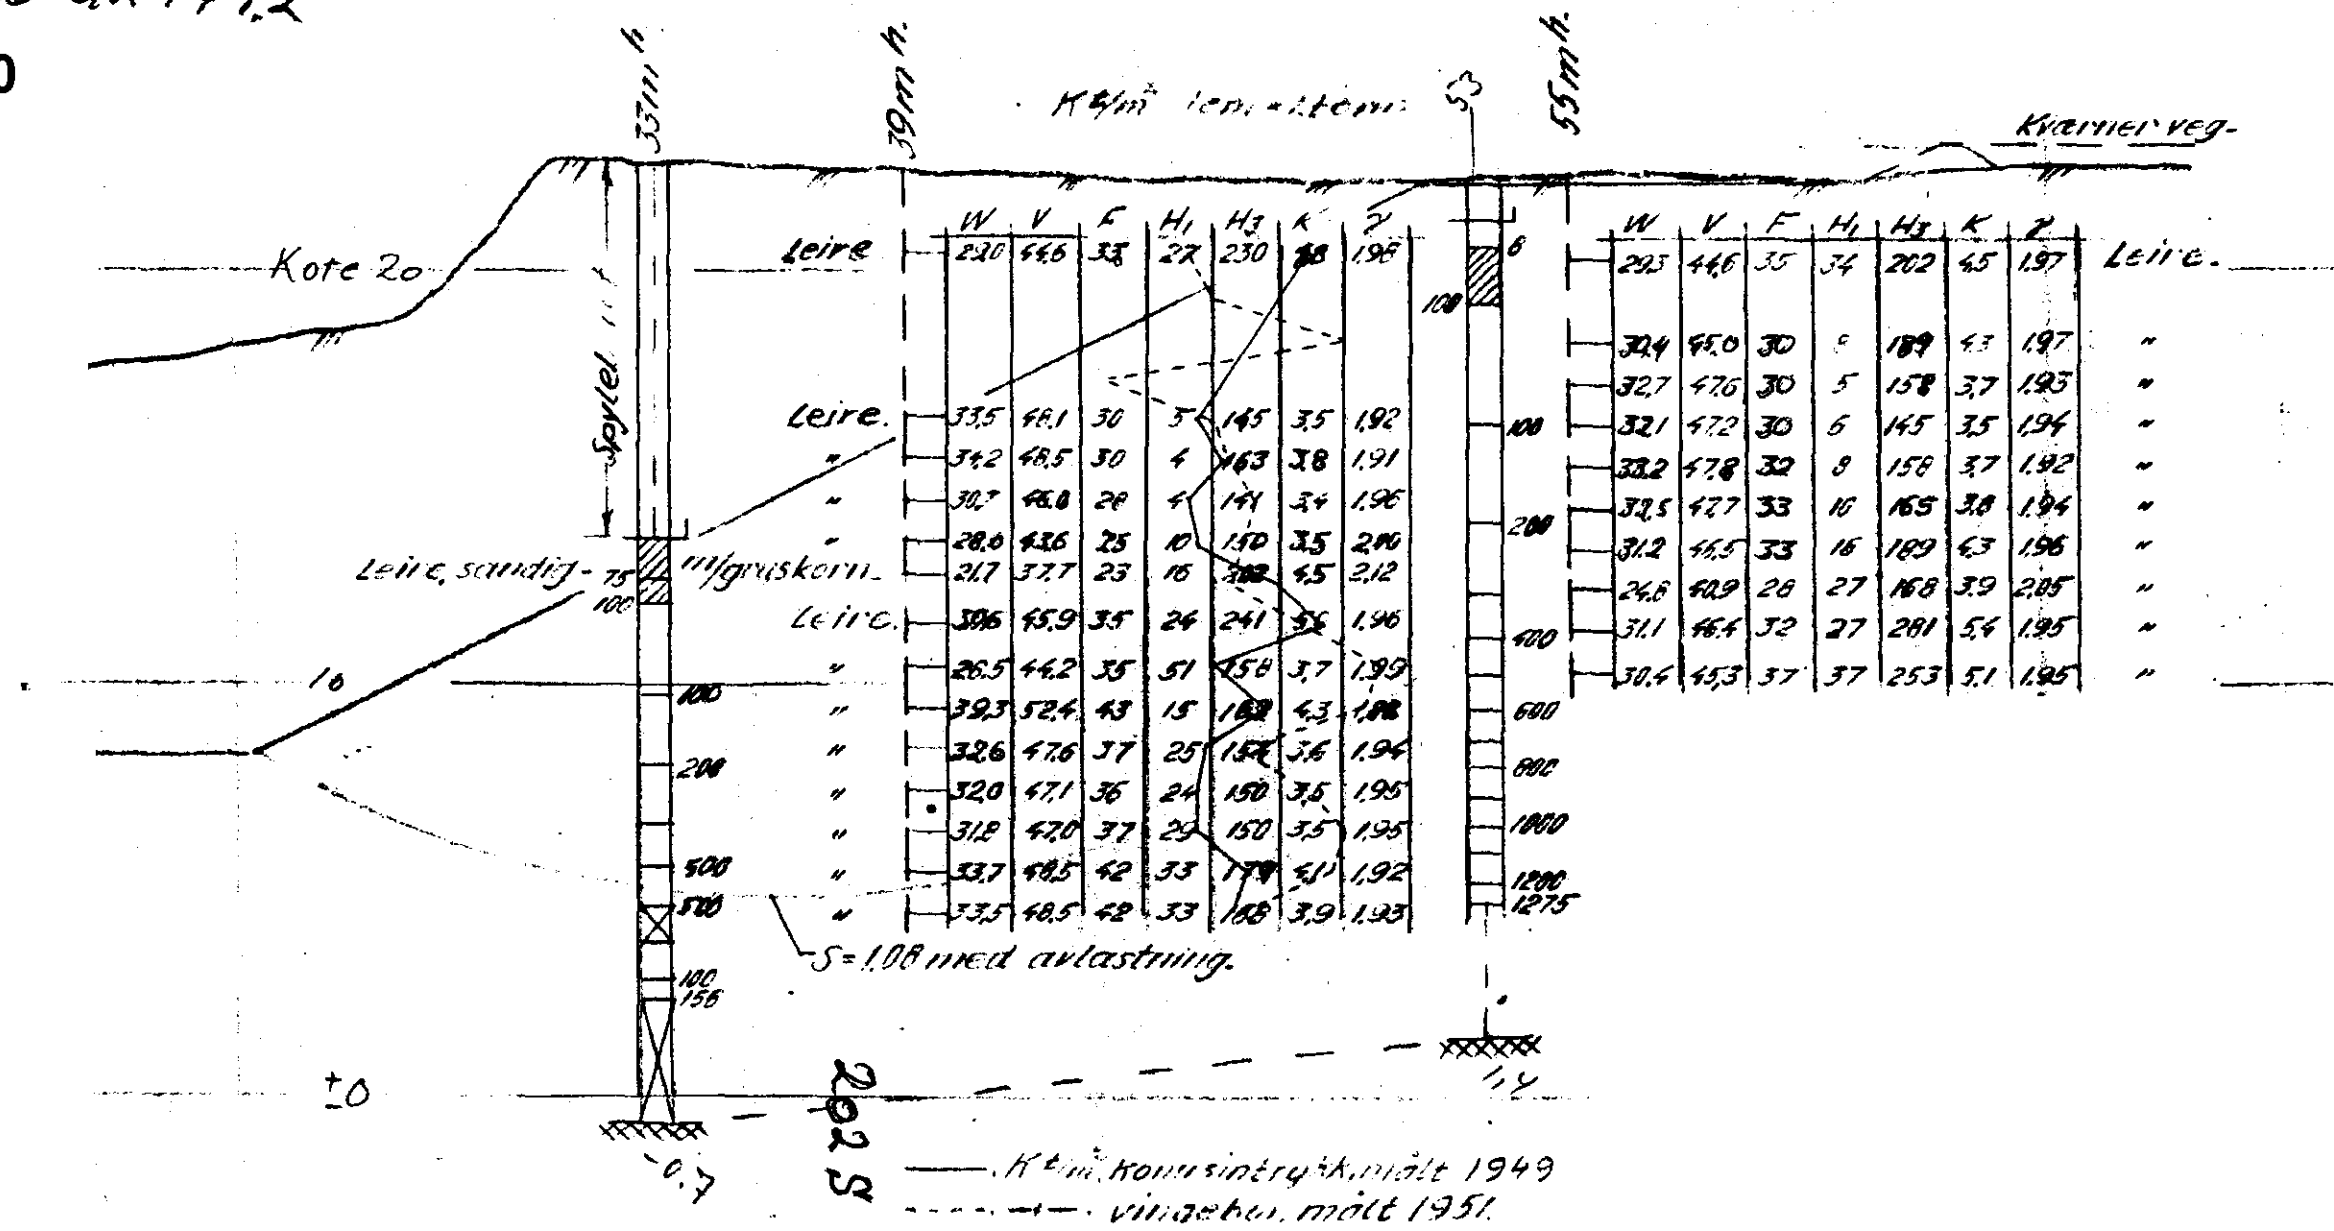 33m h.
39m h.
K t/m²
53
55m h.
Kværner veg-
W V F H₁ H₃ K γ
W V F H₁ H₃ K γ
Leire 29,0 44,6 33 27 230 1,98
6
29,3 44,6 35 34 202 4,5 1,97 Leire.
Kote 20
100
30,4 45,0 30 189 4,3 1,97 "
32,7 47,6 30 5 158 3,7 1,93 "
Spylet
Leire. 33,5 48,1 30 5 145 3,5 1,92
100
32,1 47,2 30 6 145 3,5 1,94 "
" 34,2 48,5 30 4 163 3,8 1,91
33,2 47,8 32 8 158 3,7 1,92 "
" 30,7 46,0 28 4 141 3,4 1,96
200
32,5 47,7 33 16 165 3,8 1,94 "
" 28,0 43,6 25 10 150 3,5 2,00
31,2 46,5 33 16 189 4,3 1,96 "
Leire, sandig- 75 m/gruskorn. 21,7 37,7 23 16 4,5 2,12
100
24,8 40,9 28 27 168 3,9 2,05 "
Leire. 30,6 45,9 35 24 241 1,96
400
31,1 46,4 32 27 281 5,4 1,95 "
" 26,5 44,2 35 51 158 3,7 1,99
30,4 45,3 37 37 253 5,1 1,95 "
10
100
" 39,3 52,4 43 15 4,3
600
200
" 32,6 47,6 37 25 3,6 1,94
800
" 32,0 47,1 36 24 150 3,5 1,95
" 31,8 47,0 37 29 150 3,5 1,95
1000
400
" 33,7 48,5 42 33 4,1 1,92
1200
500
" 33,5 48,5 42 33 168 3,9 1,93
1275
S=1,08 med avlastning.
100
156
±0
1,4
-0,7
202 S
K t/m² konusinntrykk, målt 1949
vingebor, målt 1951.